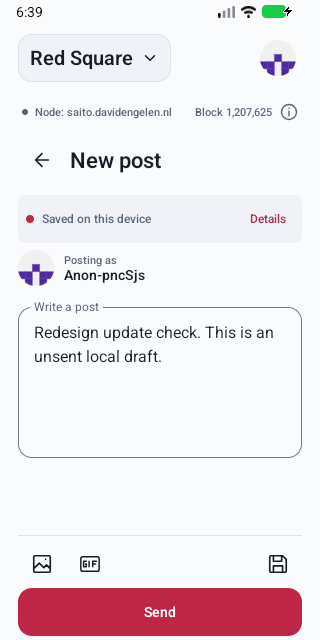 6:39
Red Square
Node: saito.davidengelen.nl Block 1,207,625
New post
Saved on this device Details
Posting as
Anon-pncSjs
Write a post
Redesign update check. This is an
unsent local draft.
GIF
Send